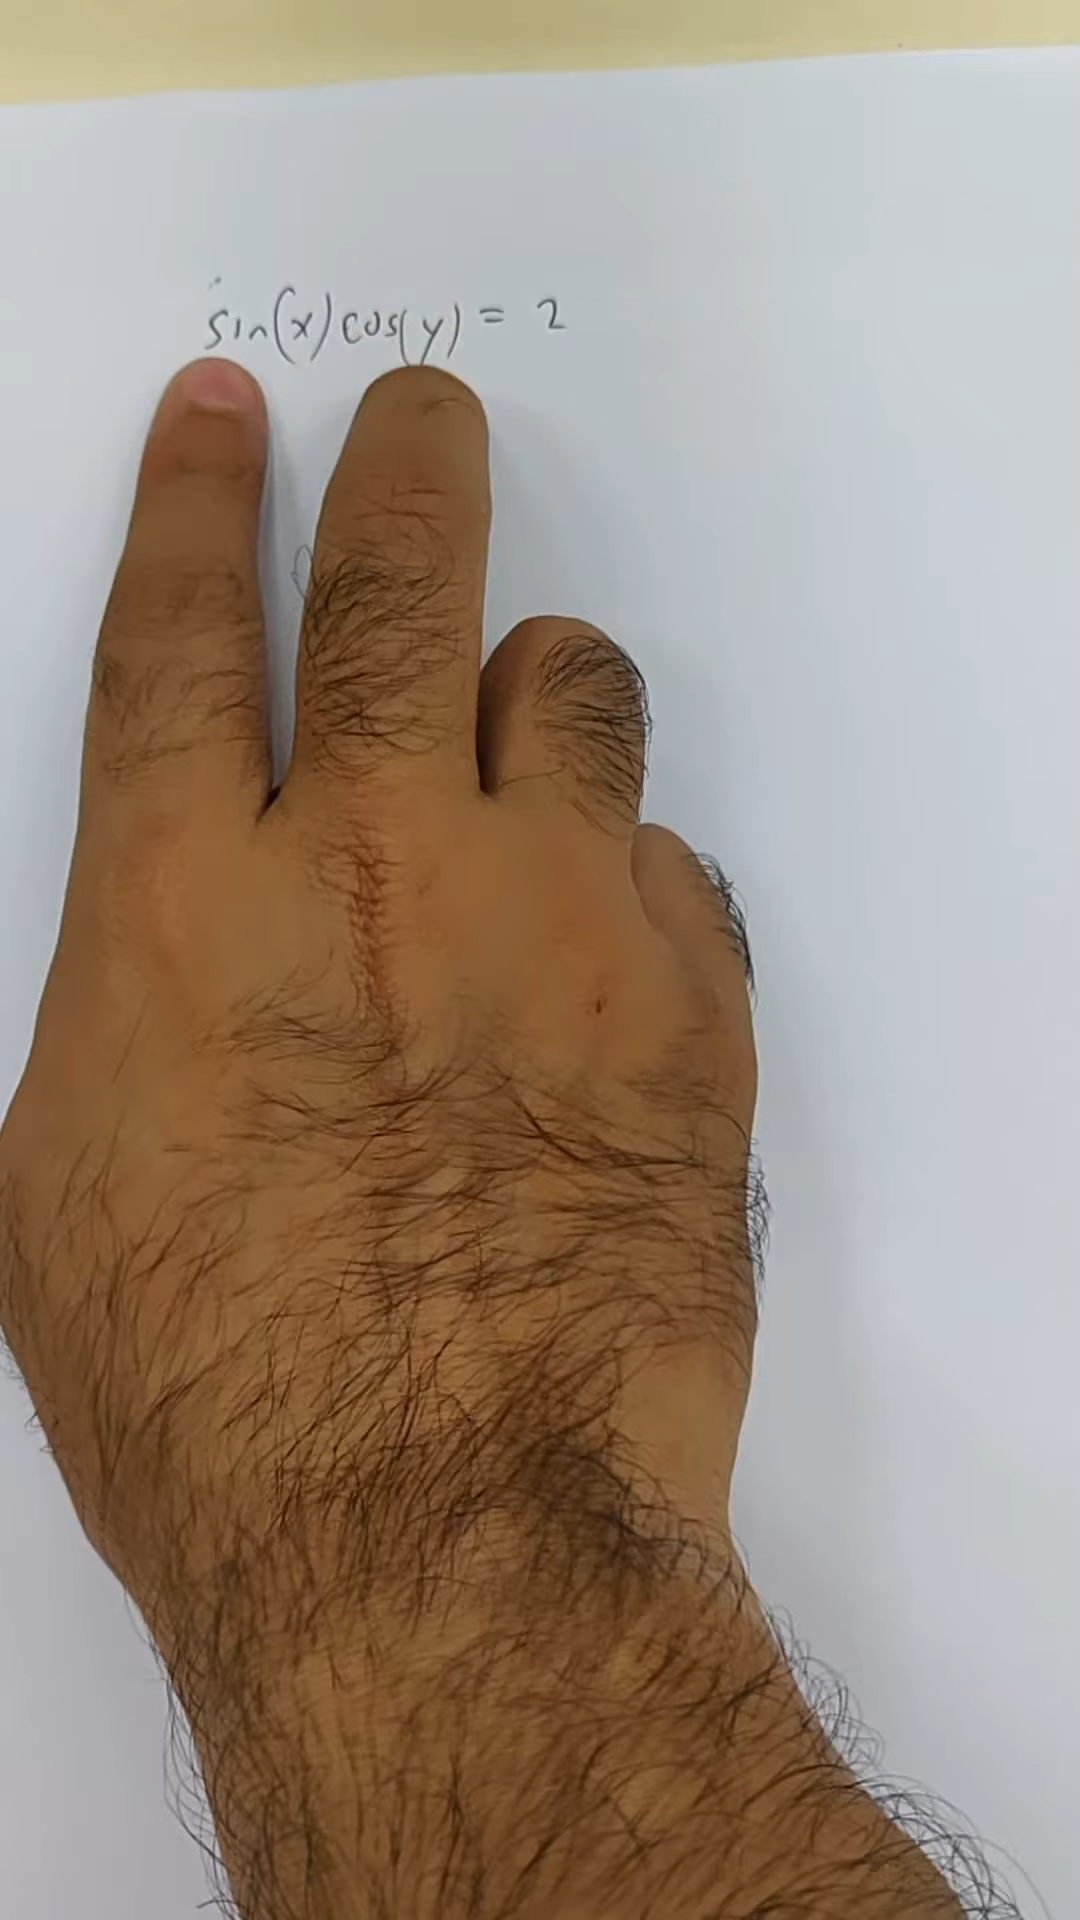 sin(x) cos(y) = 2